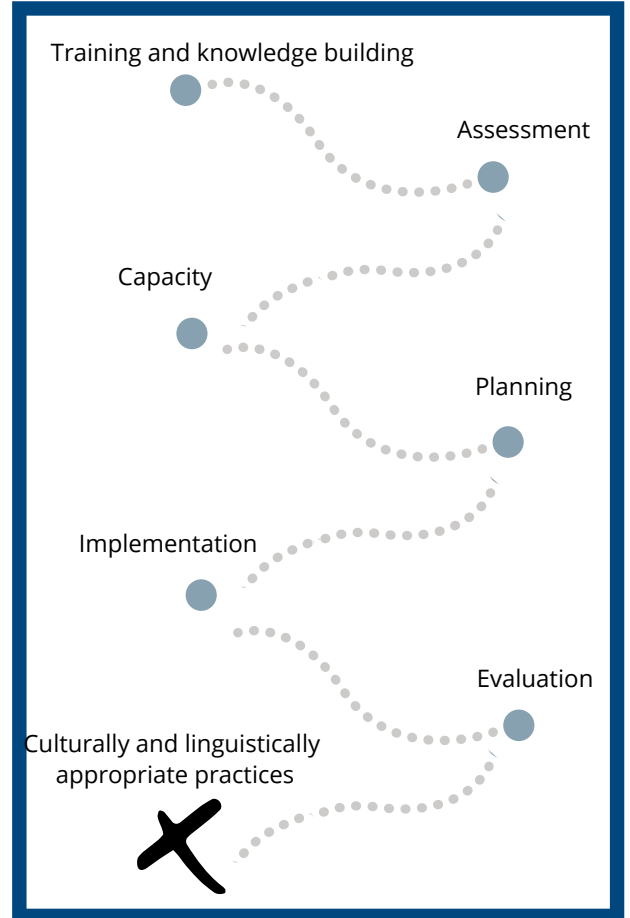 Training and knowledge building
Assessment
Capacity
Planning
Implementation
Evaluation
Culturally and linguistically
appropriate practices